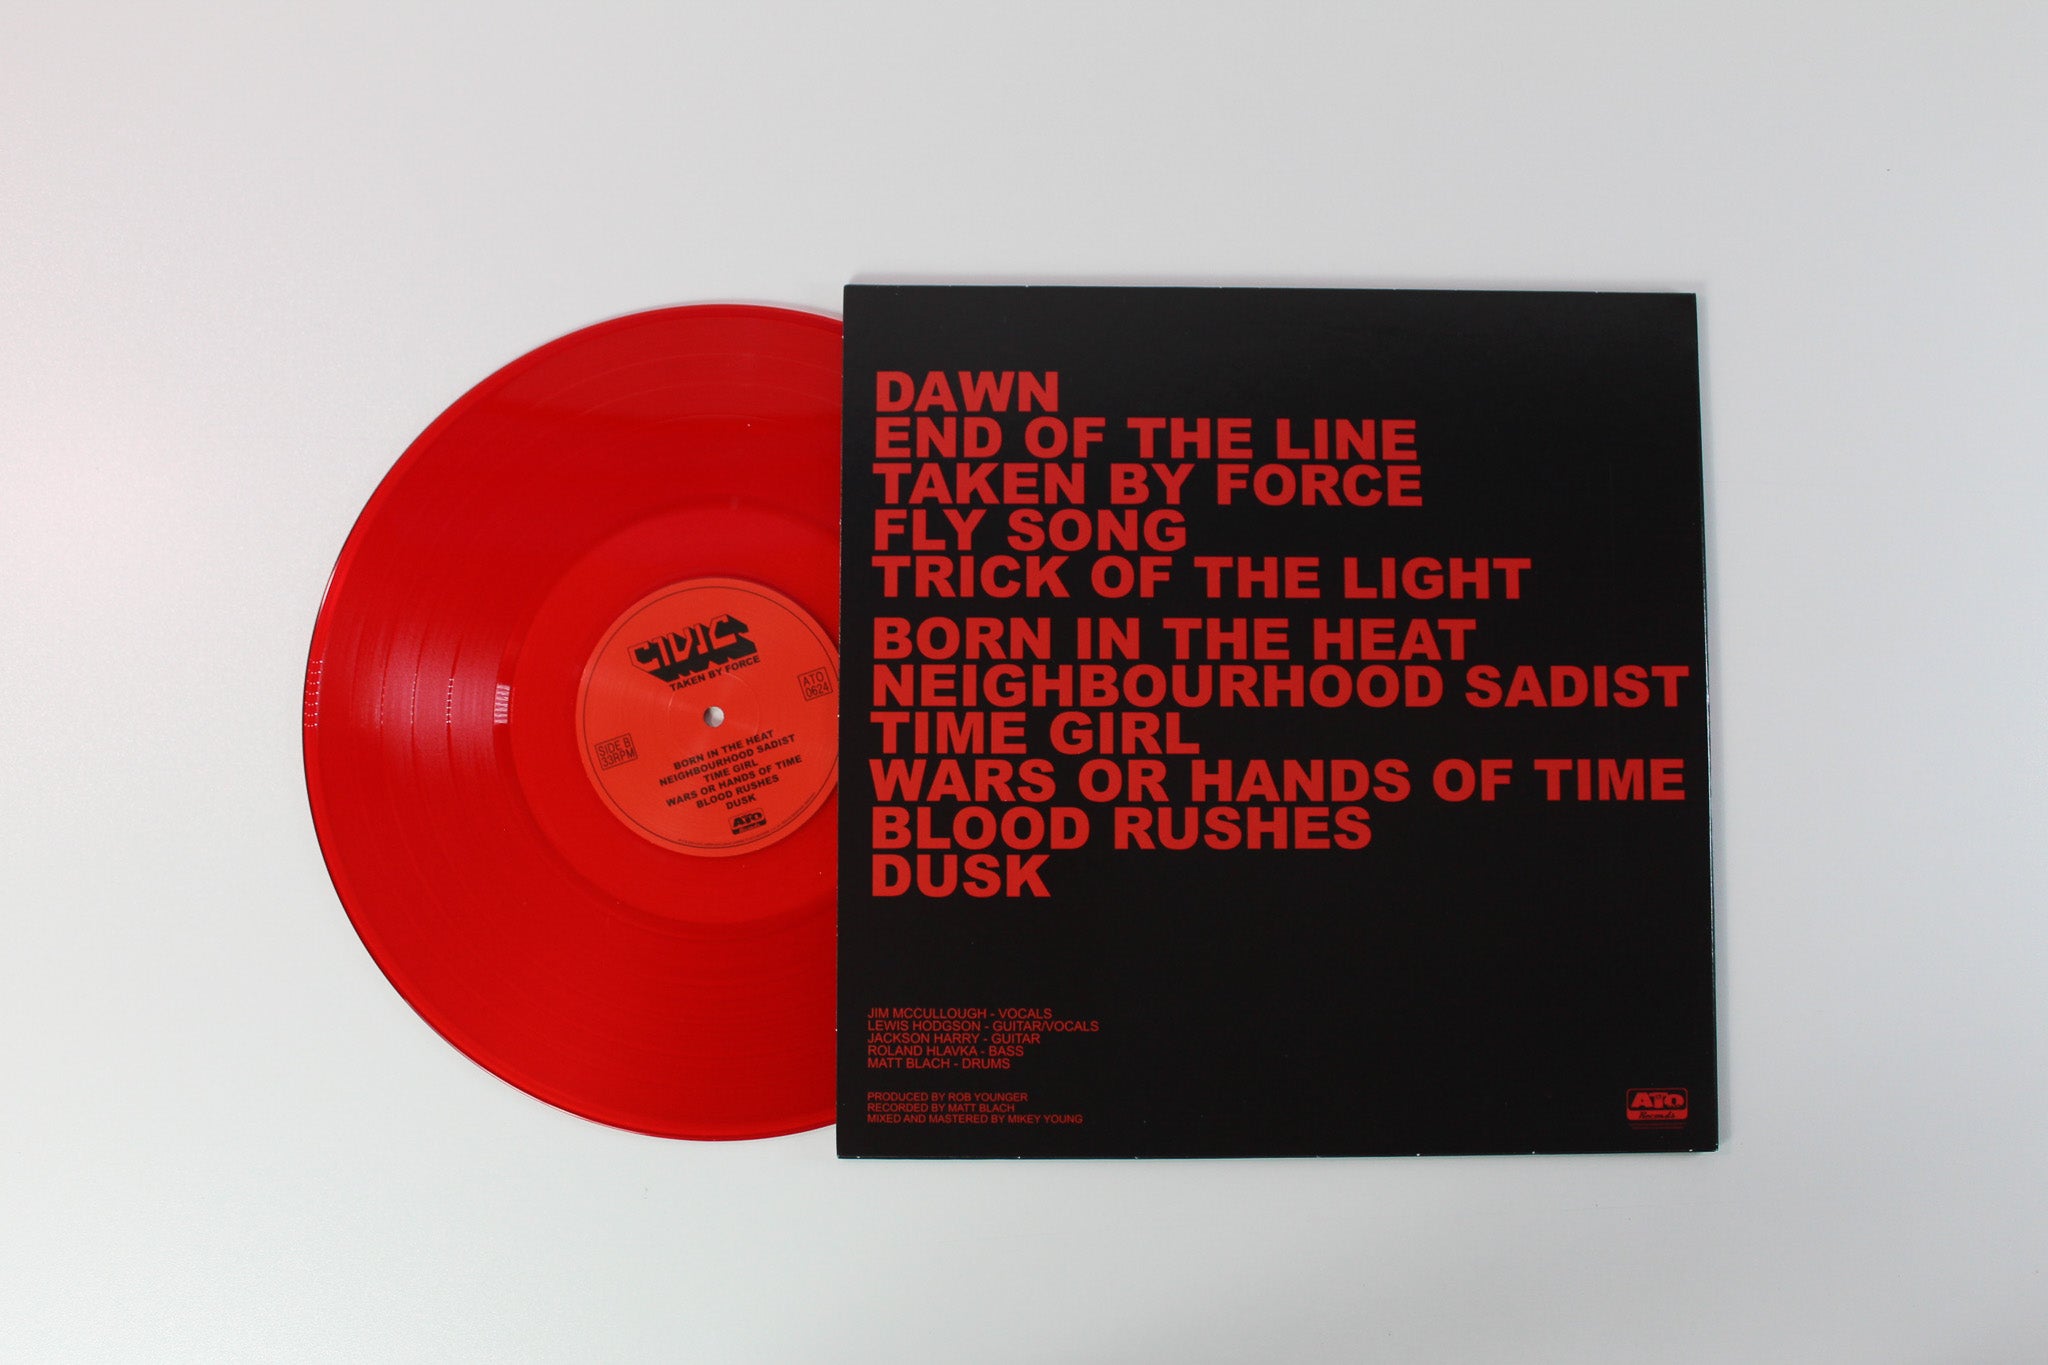 CIVIC
TAKEN BY FORCE
ATO
0624
SIDE B
33RPM
BORN IN THE HEAT
NEIGHBOURHOOD SADIST
TIME GIRL
WARS OR HANDS OF TIME
BLOOD RUSHES
DUSK
ATO
Records
DAWN
END OF THE LINE
TAKEN BY FORCE
FLY SONG
TRICK OF THE LIGHT
BORN IN THE HEAT
NEIGHBOURHOOD SADIST
TIME GIRL
WARS OR HANDS OF TIME
BLOOD RUSHES
DUSK
JIM MCCULLOUGH - VOCALS
LEWIS HODGSON - GUITAR/VOCALS
JACKSON HARRY - GUITAR
ROLAND HLAVKA - BASS
MATT BLACH - DRUMS
PRODUCED BY ROB YOUNGER
RECORDED BY MATT BLACH
MIXED AND MASTERED BY MIKEY YOUNG
ATO
Records